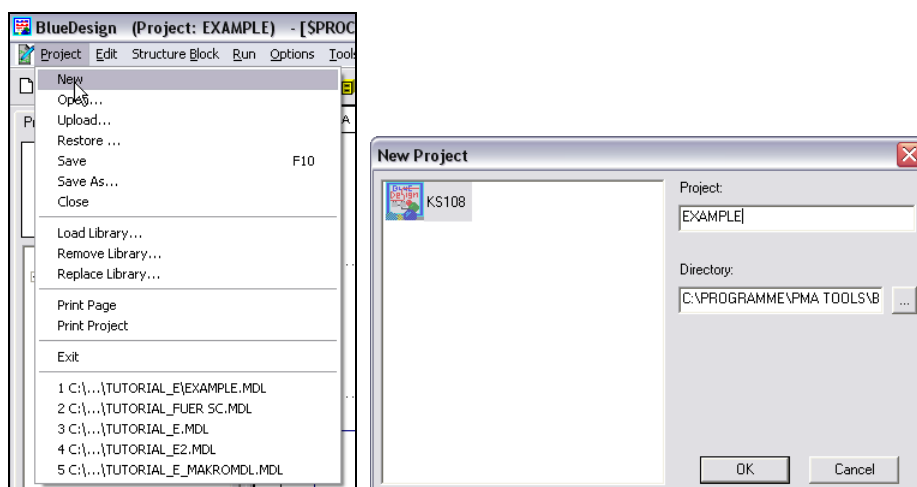 BlueDesign (Project: EXAMPLE) - [$PROC
Project Edit Structure Block Run Options Tools
New
Open...
Upload...
Restore ...
Save F10
Save As...
Close
Load Library...
Remove Library...
Replace Library...
Print Page
Print Project
Exit
1 C:\...\TUTORIAL_E\EXAMPLE.MDL
2 C:\...\TUTORIAL_FUER SC.MDL
3 C:\...\TUTORIAL_E.MDL
4 C:\...\TUTORIAL_E2.MDL
5 C:\...\TUTORIAL_E_MAKROMDL.MDL
New Project
KS108
Project:
EXAMPLE
Directory:
C:\PROGRAMME\PMA TOOLS\B
...
OK Cancel